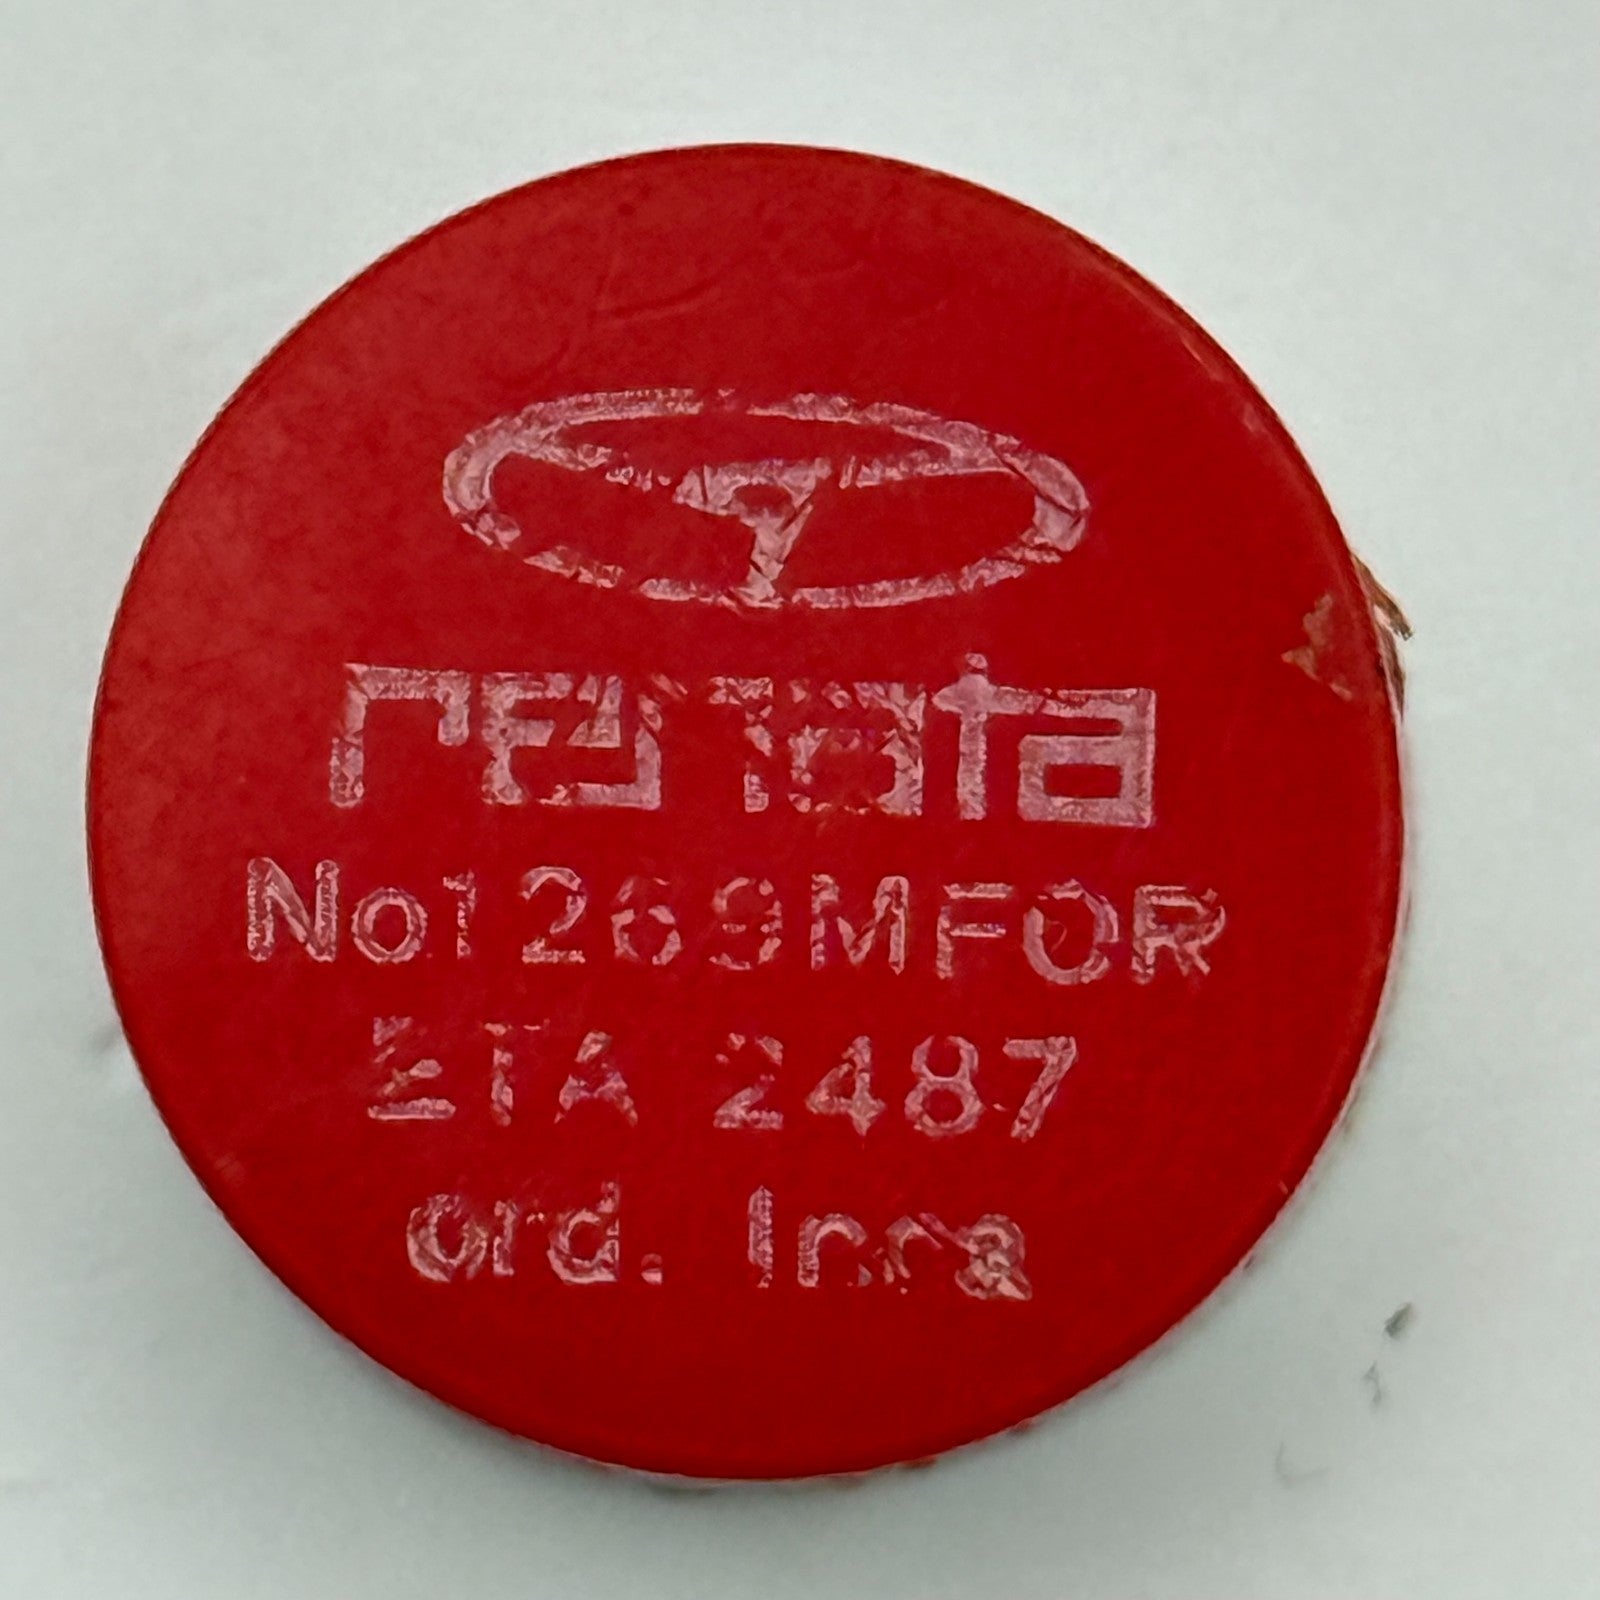 renata
No1269MFOR
ETA 2487
ord. Inca